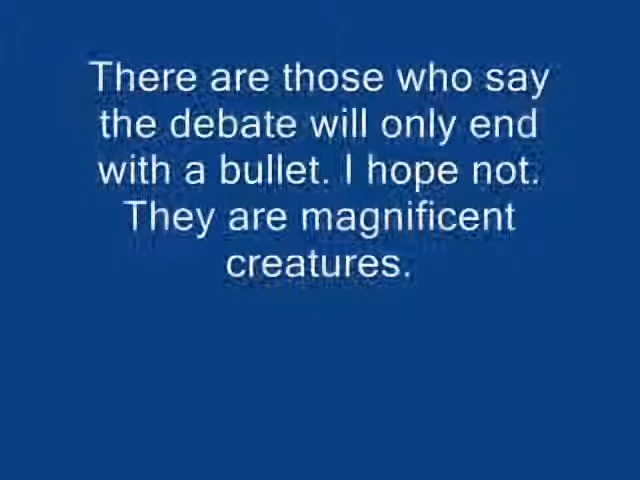 There are those who say
the debate will only end
with a bullet. I hope not.
They are magnificent
creatures.